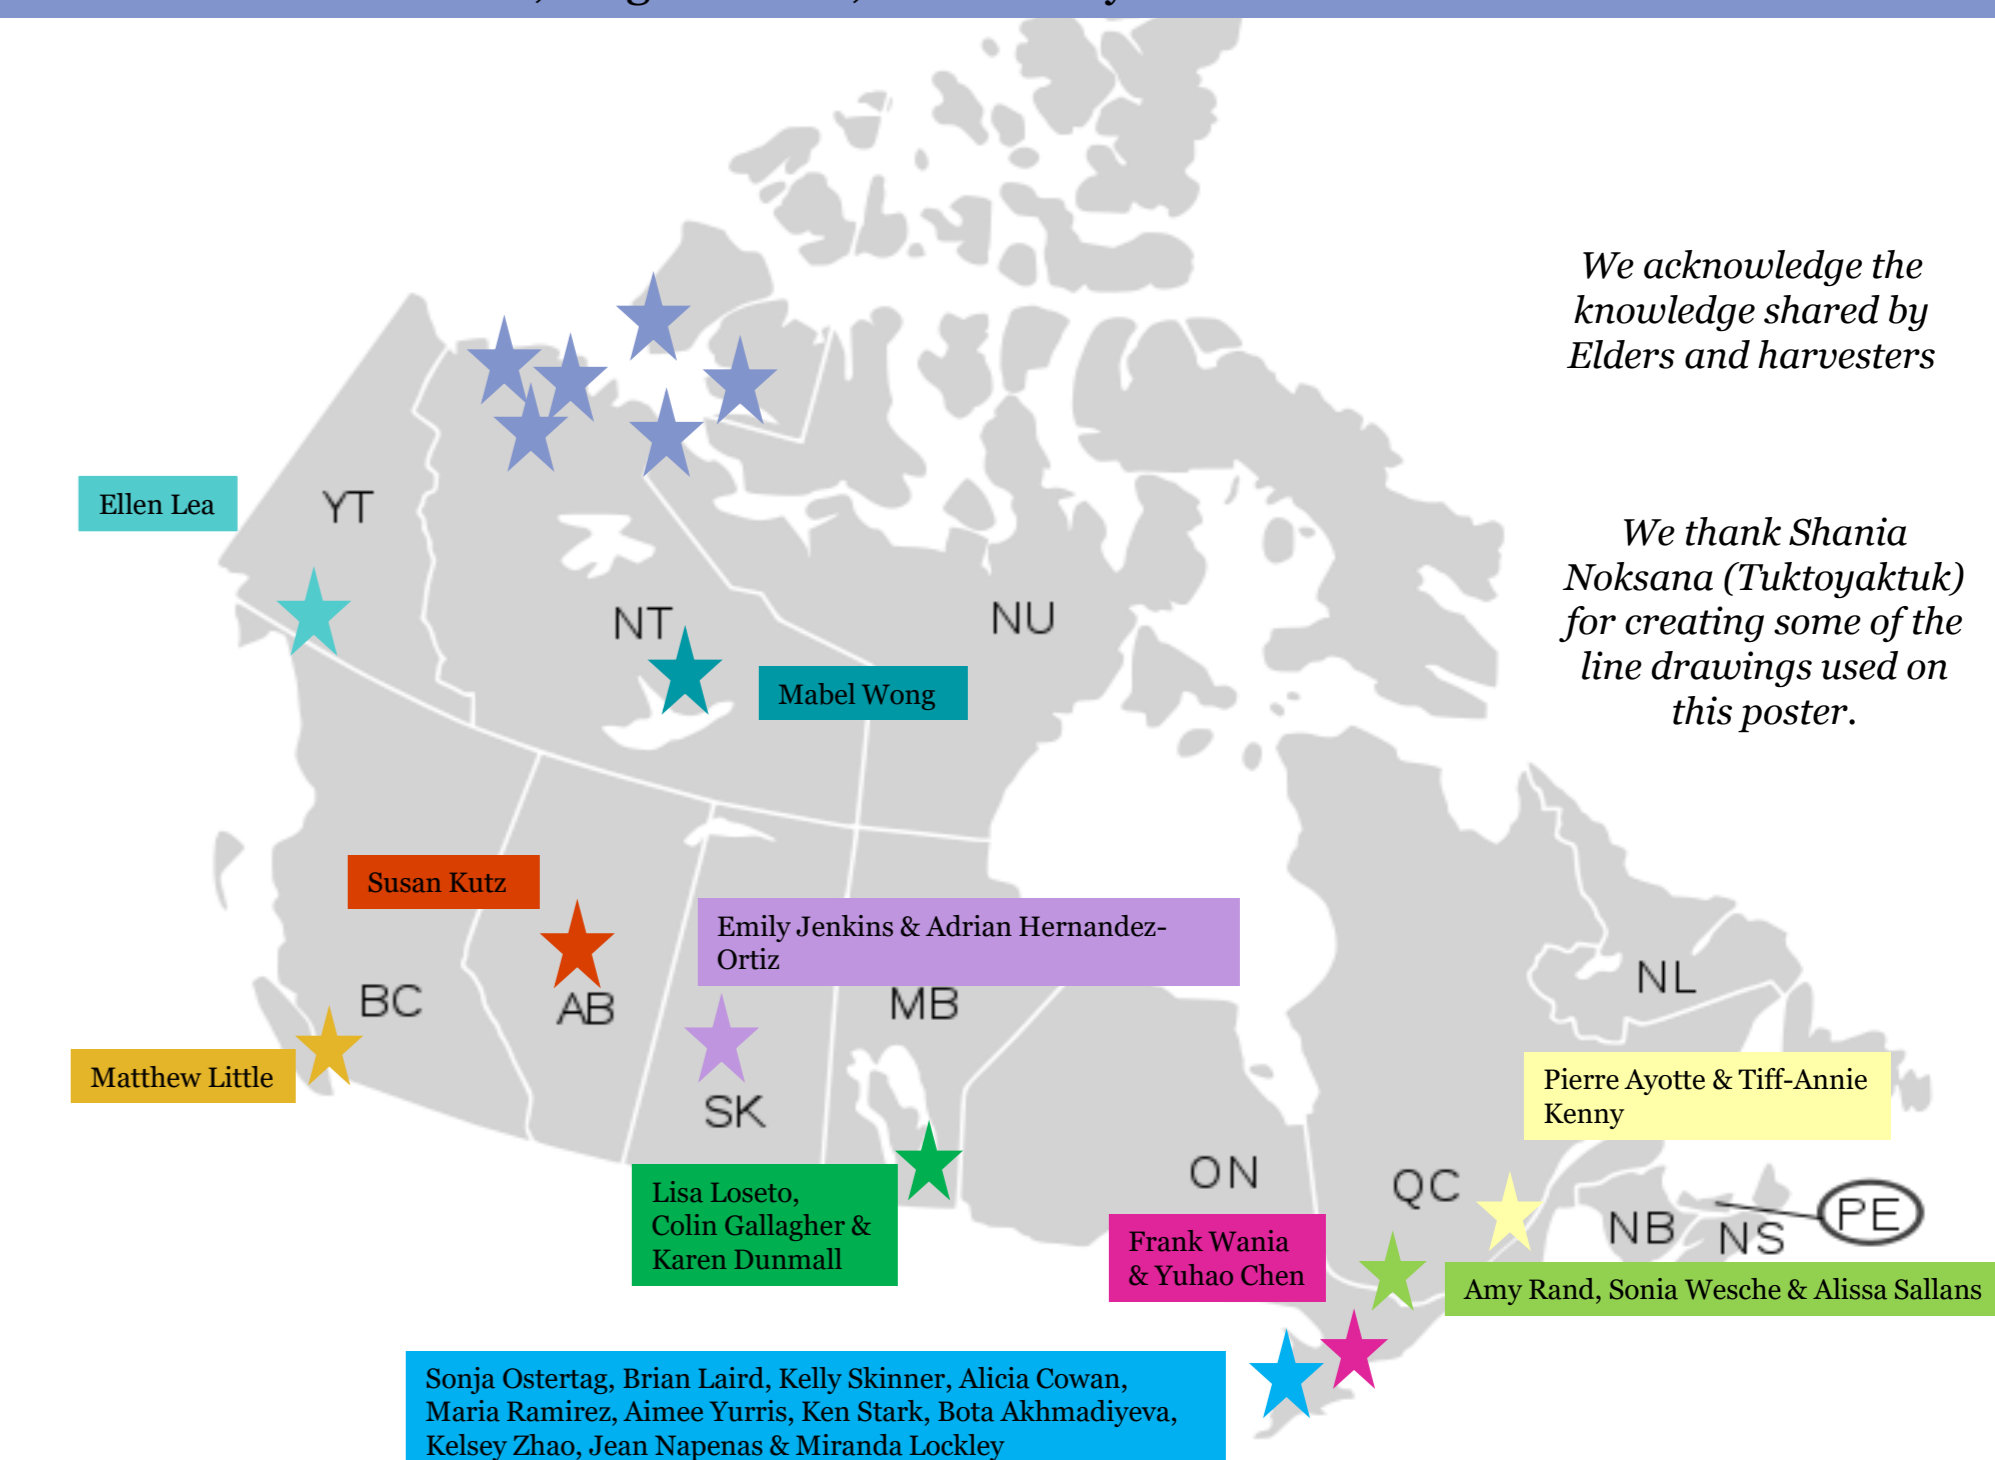 We acknowledge the
knowledge shared by
Elders and harvesters
Ellen Lea
YT
We thank Shania
Noksana (Tuktoyaktuk)
for creating some of the
line drawings used on
this poster.
NT
NU
Mabel Wong
Susan Kutz
Emily Jenkins & Adrian Hernandez-
Ortiz
NL
BC
AB
MB
Matthew Little
SK
Pierre Ayotte & Tiff-Annie
Kenny
Lisa Loseto,
Colin Gallagher &
Karen Dunmall
ON
QC
NB
NS
PE
Frank Wania
& Yuhao Chen
Amy Rand, Sonia Wesche & Alissa Sallans
Sonja Ostertag, Brian Laird, Kelly Skinner, Alicia Cowan,
Maria Ramirez, Aimee Yurris, Ken Stark, Bota Akhmadiyeva,
Kelsey Zhao, Jean Napenas & Miranda Lockley